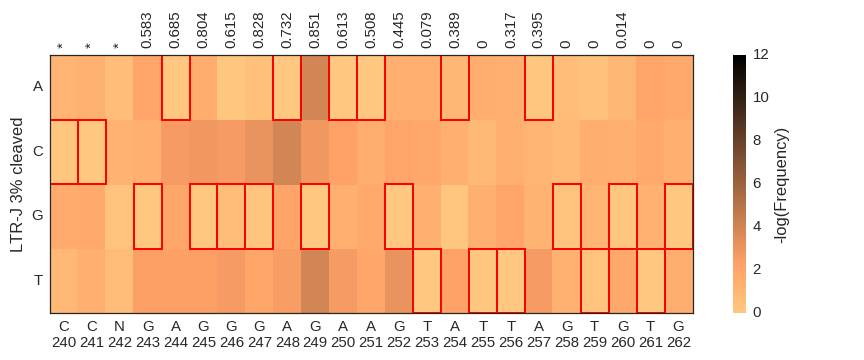 * * * 0.583 0.685 0.804 0.615 0.828 0.732 0.851 0.613 0.508 0.445 0.079 0.389 0 0.317 0.395 0 0 0.014 0 0
LTR-J 3% cleaved
A
C
G
T
C C N G A G G G A G A A G T A T T A G T G T G
240 241 242 243 244 245 246 247 248 249 250 251 252 253 254 255 256 257 258 259 260 261 262
12
10
8
6
4
2
0
-log(Frequency)